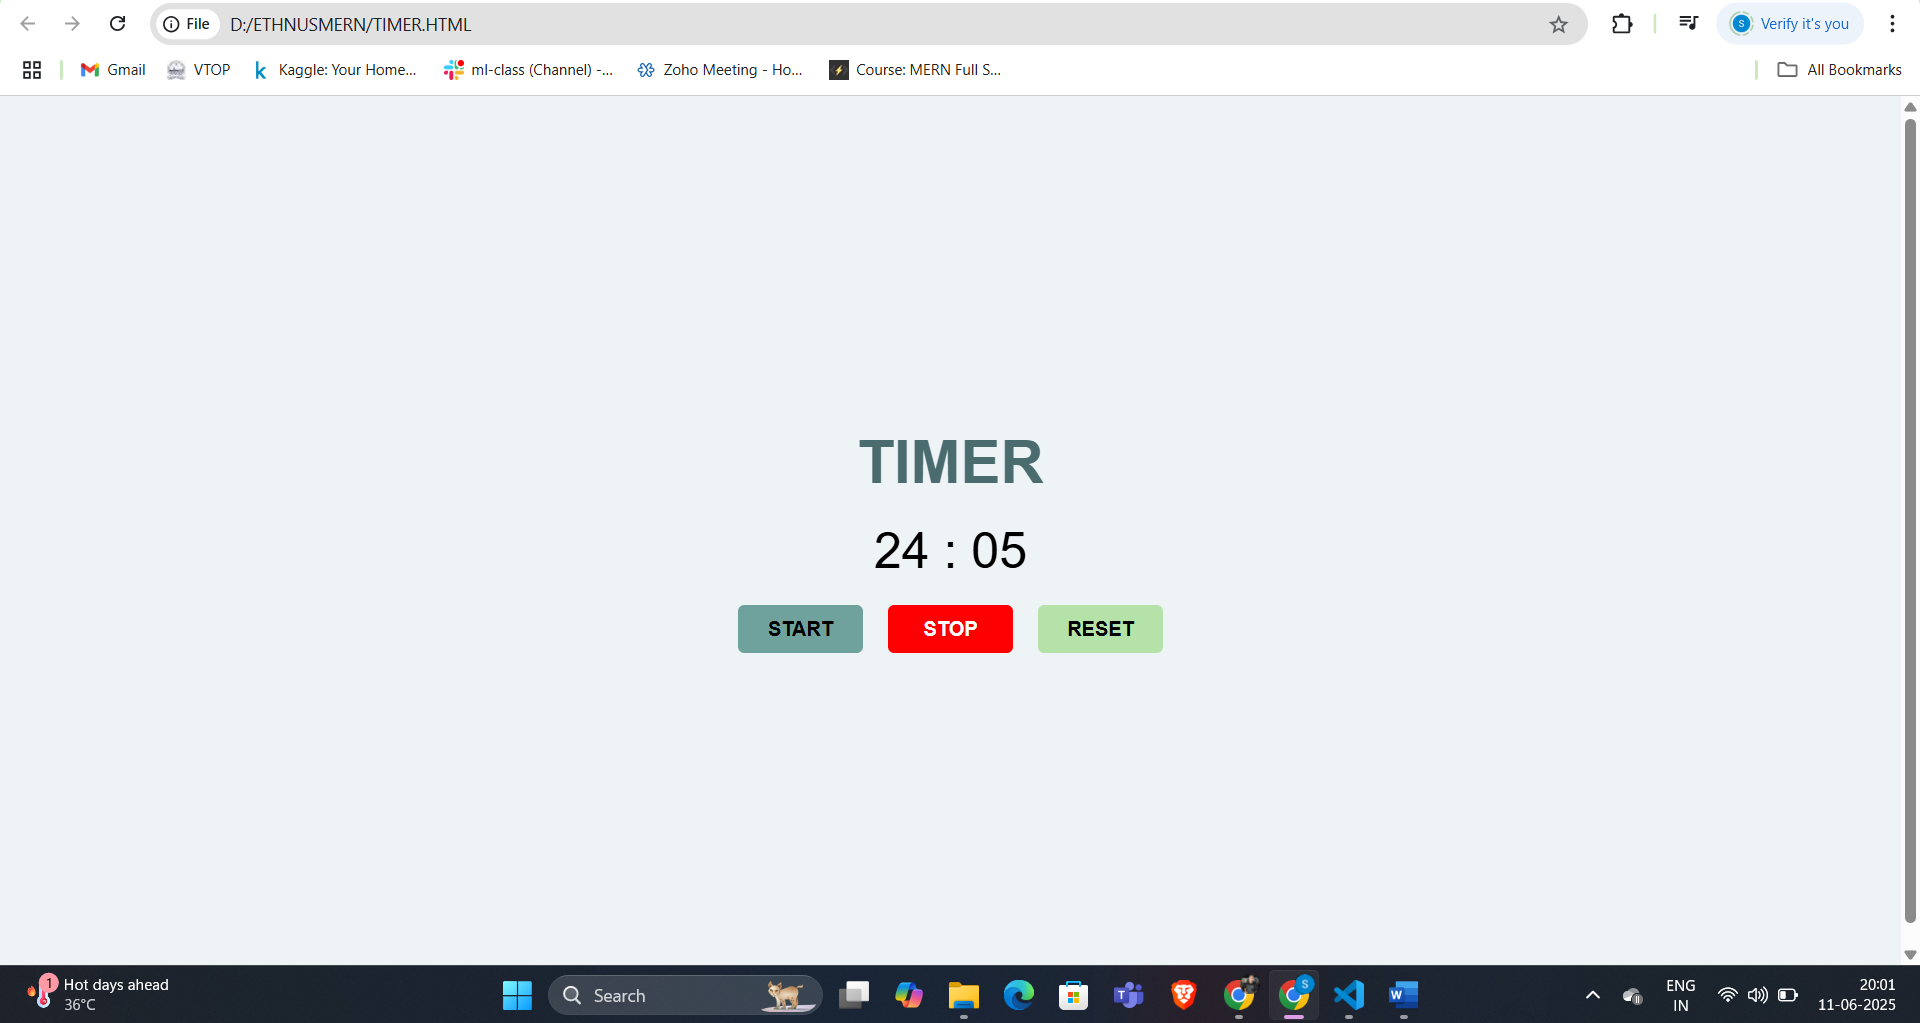 File D:/ETHNUSMERN/TIMER.HTML S Verify it's you
Gmail VTOP Kaggle: Your Home... ml-class (Channel) -... Zoho Meeting - Ho... Course: MERN Full S... All Bookmarks
TIMER
24 : 05
START STOP RESET
1 Hot days ahead
36°C
Search
S
ENG
IN
20:01
11-06-2025